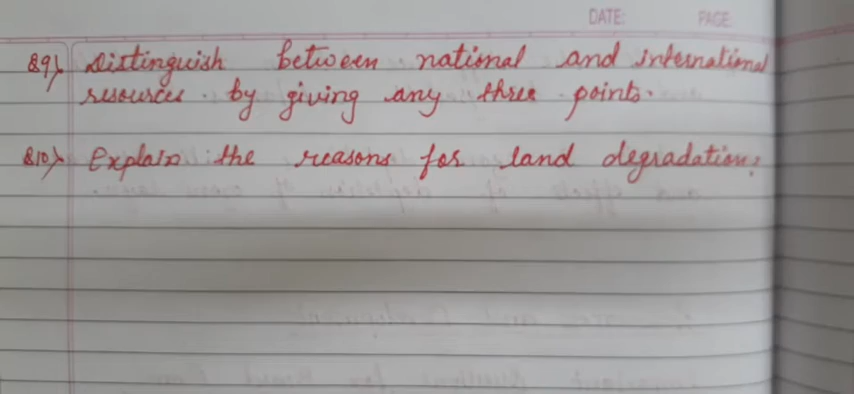 DATE: PAGE:
Q9) Distinguish between national and international
resources. by giving any three points.
Q10) Explain the reasons for land degradation?